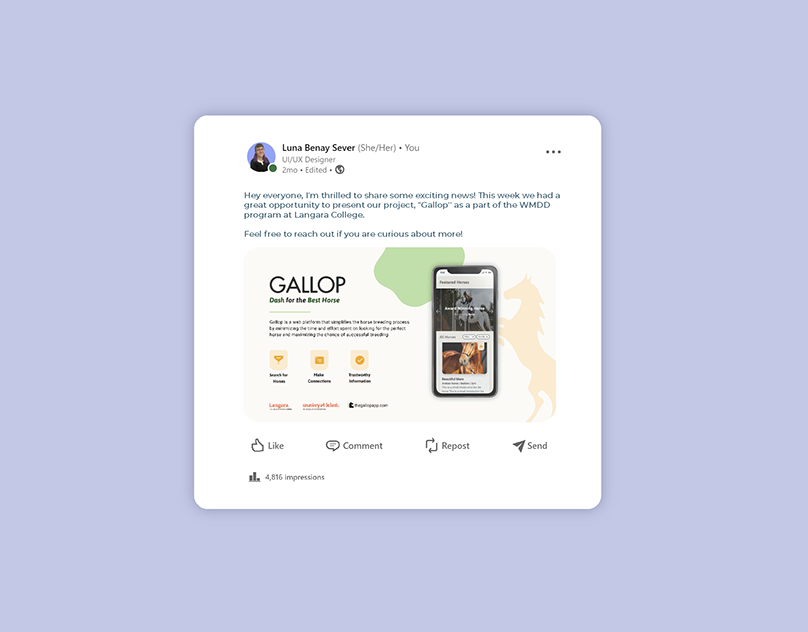 Luna Benay Sever (She/Her) • You
UI/UX Designer
2mo • Edited •
Hey everyone, I'm thrilled to share some exciting news! This week we had a
great opportunity to present our project, "Gallop" as a part of the WMDD
program at Langara College.
Feel free to reach out if you are curious about more!
GALLOP
Dash for the Best Horse
Gallop is a web platform that simplifies the horse breeding process
by minimizing the time and effort spent on looking for the perfect
horse and maximizing the chance of successful breeding.
Search for
Horses
Make
Connections
Trustworthy
Information
Langara
thegallopapp.com
Featured Horses
Award Winning Horse
All Horses
Beautiful Mare
Like
Comment
Repost
Send
4,816 impressions